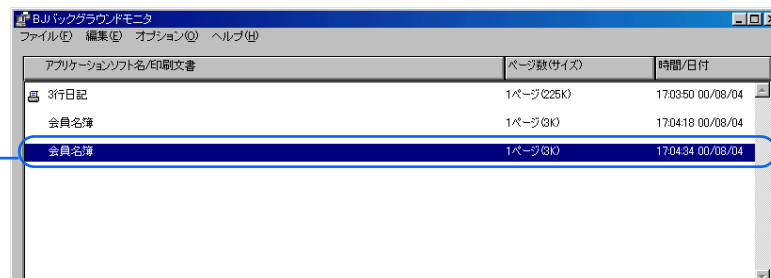 BJバックグラウンドモニタ
ファイル(F) 編集(E) オプション(O) ヘルプ(H)
アプリケーションソフト名/印刷文書 ページ数(サイズ) 時間/日付
3行日記 1ページ(225K) 17:03:50 00/08/04
会員名簿 1ページ(3K) 17:04:18 00/08/04
会員名簿 1ページ(3K) 17:04:34 00/08/04